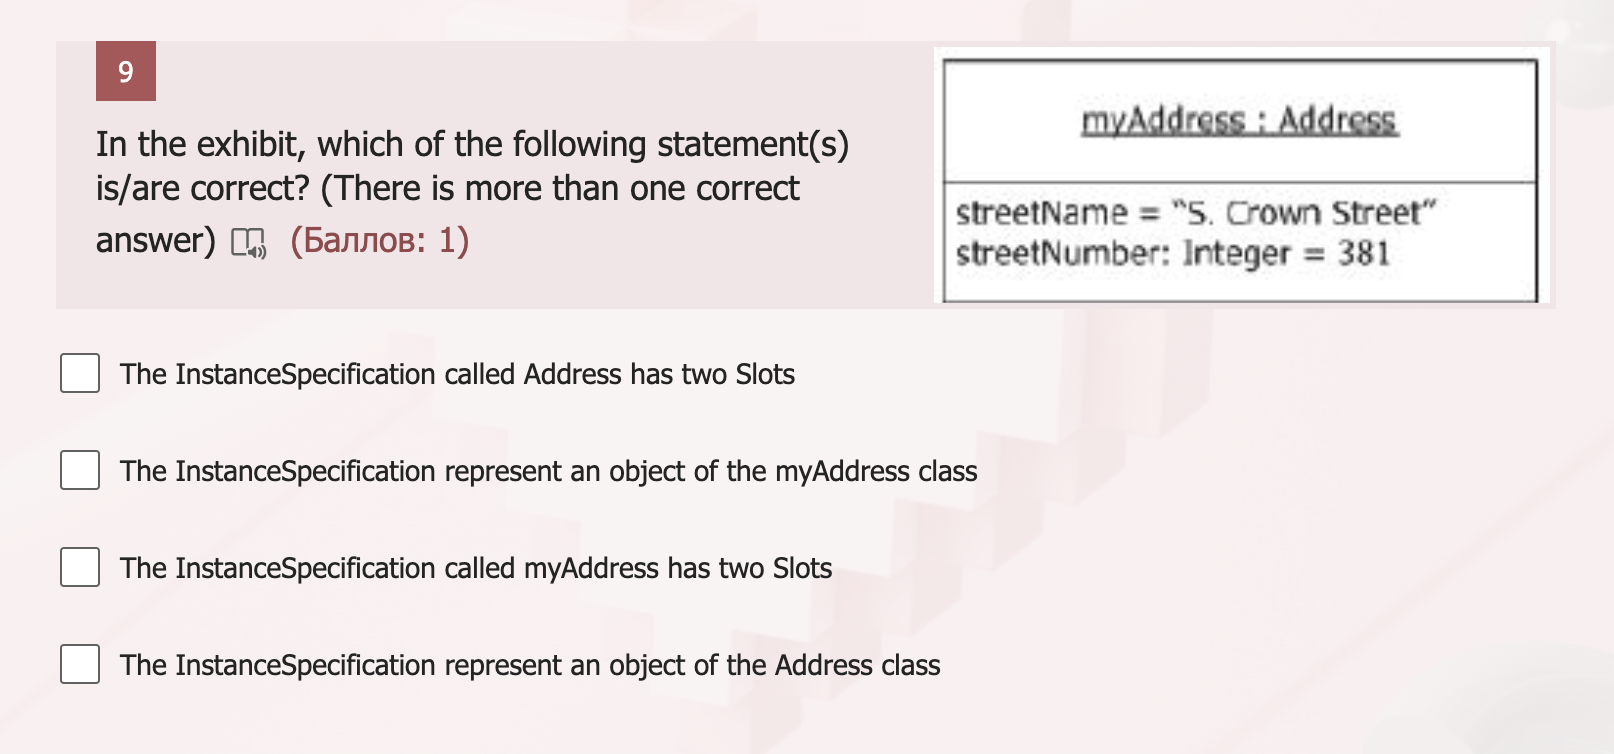 9
In the exhibit, which of the following statement(s)
is/are correct? (There is more than one correct
answer) (Баллов: 1)
myAddress : Address
streetName = "S. Crown Street"
streetNumber: Integer = 381
The InstanceSpecification called Address has two Slots
The InstanceSpecification represent an object of the myAddress class
The InstanceSpecification called myAddress has two Slots
The InstanceSpecification represent an object of the Address class